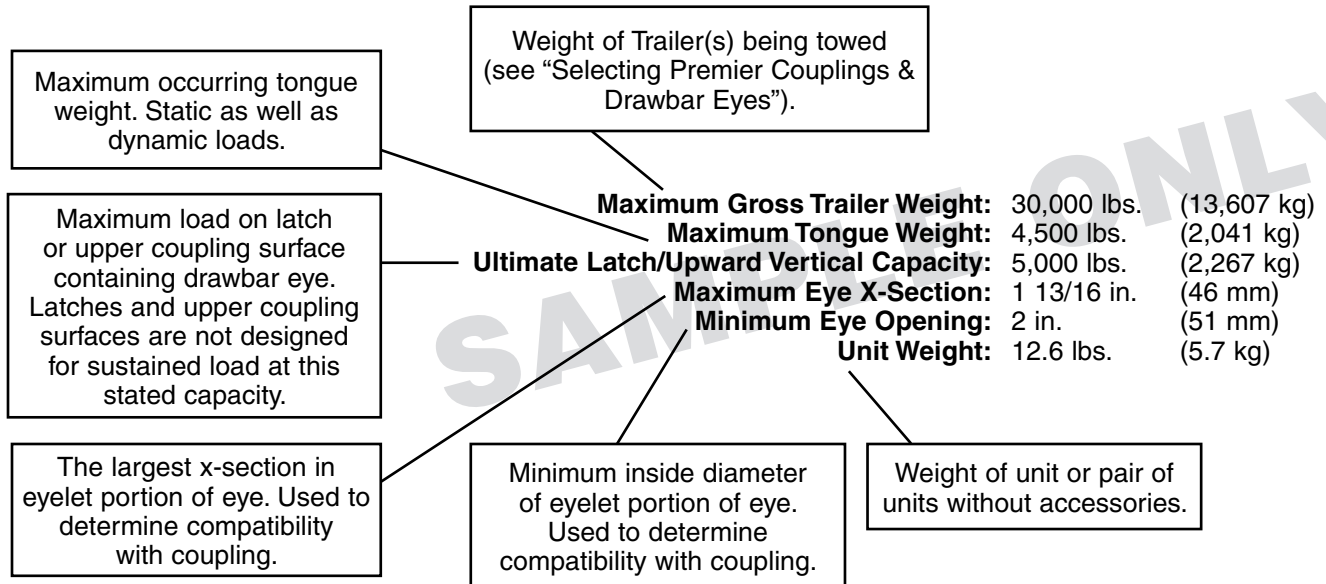 Weight of Trailer(s) being towed
(see “Selecting Premier Couplings &
Drawbar Eyes”).
Maximum occurring tongue
weight. Static as well as
dynamic loads.
Maximum load on latch
or upper coupling surface
containing drawbar eye.
Latches and upper coupling
surfaces are not designed
for sustained load at this
stated capacity.
Maximum Gross Trailer Weight: 30,000 lbs. (13,607 kg)
Maximum Tongue Weight: 4,500 lbs. (2,041 kg)
Ultimate Latch/Upward Vertical Capacity: 5,000 lbs. (2,267 kg)
Maximum Eye X-Section: 1 13/16 in. (46 mm)
Minimum Eye Opening: 2 in. (51 mm)
Unit Weight: 12.6 lbs. (5.7 kg)
SAMPLE ONLY
The largest x-section in
eyelet portion of eye. Used to
determine compatibility
with coupling.
Minimum inside diameter
of eyelet portion of eye.
Used to determine
compatibility with coupling.
Weight of unit or pair of
units without accessories.